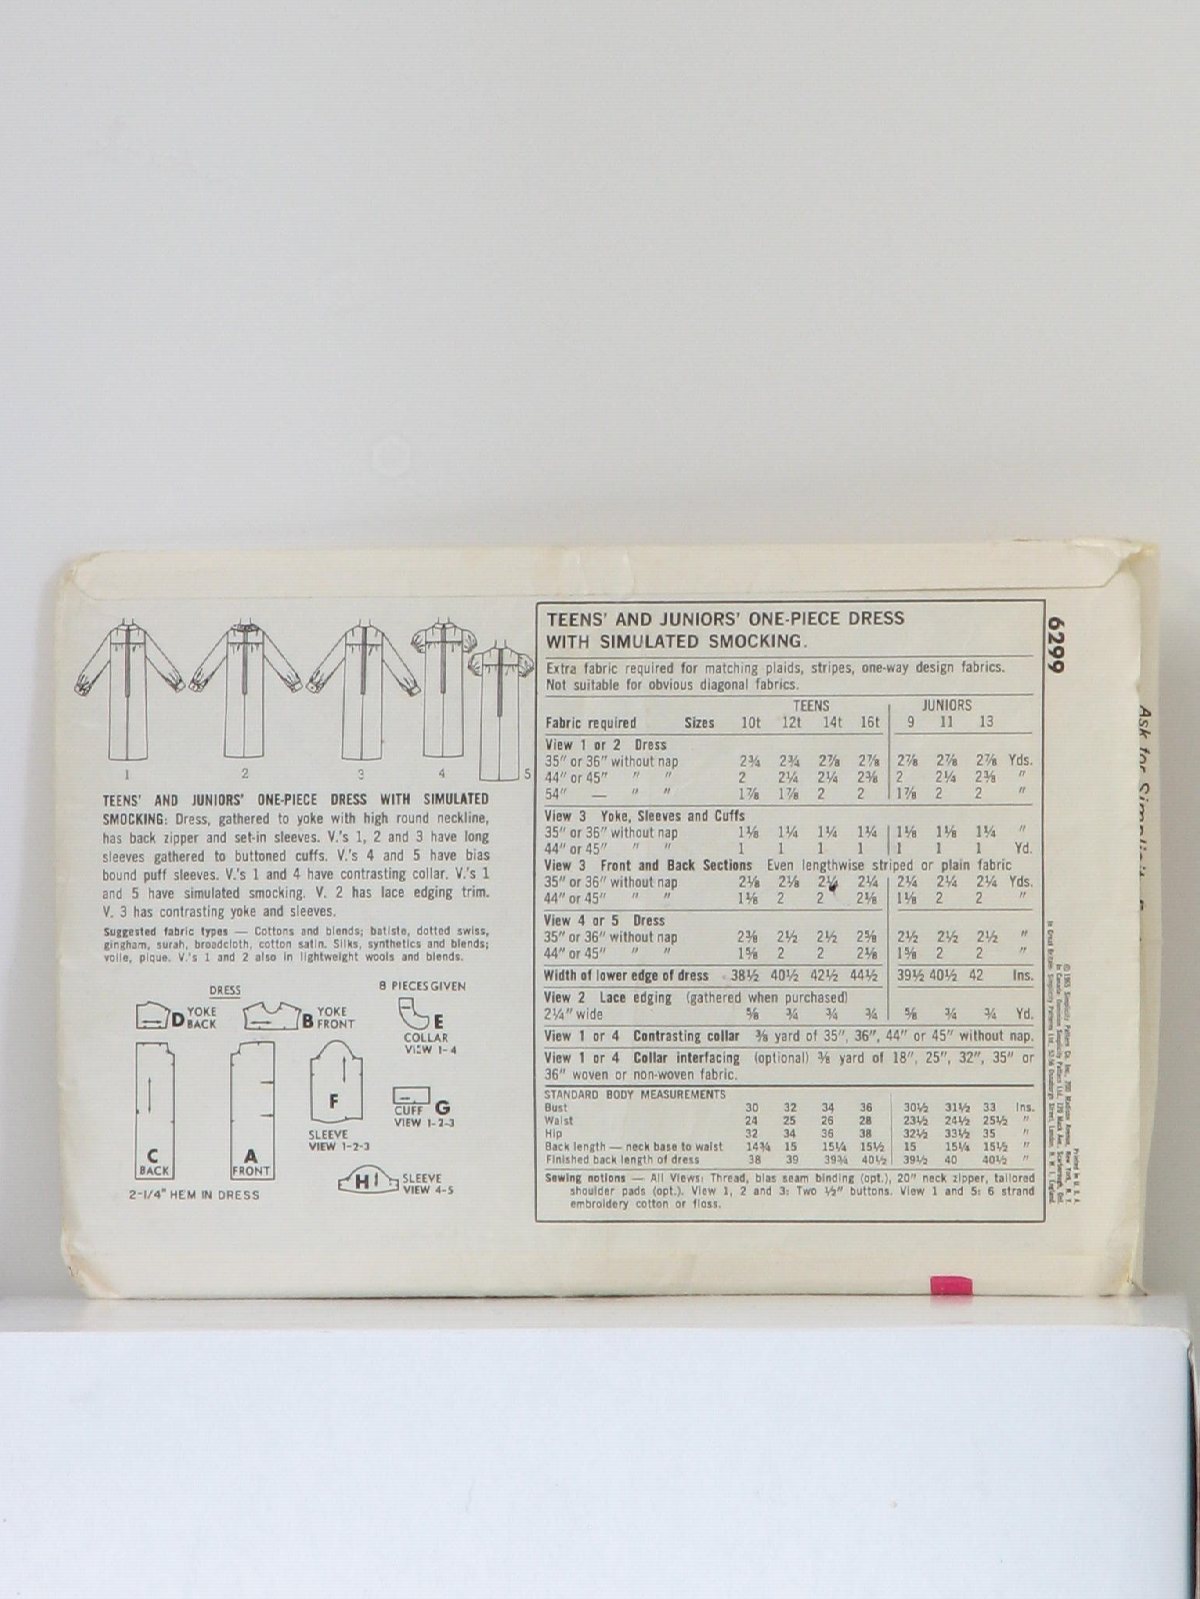 1
2
3
4
5
TEENS' AND JUNIORS' ONE-PIECE DRESS WITH SIMULATED
SMOCKING: Dress, gathered to yoke with high round neckline,
has back zipper and set-in sleeves. V.'s 1, 2 and 3 have long
sleeves gathered to buttoned cuffs. V.'s 4 and 5 have bias
bound puff sleeves. V.'s 1 and 4 have contrasting collar. V.'s 1
and 5 have simulated smocking. V. 2 has lace edging trim.
V. 3 has contrasting yoke and sleeves.
Suggested fabric types — Cottons and blends; batiste, dotted swiss,
gingham, surah, broadcloth, cotton satin. Silks, synthetics and blends;
voile, pique. V.'s 1 and 2 also in lightweight wools and blends.
DRESS
8 PIECES GIVEN
D YOKE BACK
B YOKE FRONT
E
COLLAR
VIEW 1-4
C
BACK
A
FRONT
F
SLEEVE
VIEW 1-2-3
CUFF G
VIEW 1-2-3
H SLEEVE
VIEW 4-5
2-1/4" HEM IN DRESS
TEENS' AND JUNIORS' ONE-PIECE DRESS
WITH SIMULATED SMOCKING.
Extra fabric required for matching plaids, stripes, one-way design fabrics.
Not suitable for obvious diagonal fabrics.
TEENS JUNIORS
Fabric required Sizes 10t 12t 14t 16t 9 11 13
View 1 or 2 Dress
35" or 36" without nap 2¾ 2¾ 2⅞ 2⅞ 2⅞ 2⅞ 2⅞ Yds.
44" or 45" " " 2 2¼ 2¼ 2⅜ 2 2¼ 2⅜ "
54" — " " 1⅞ 1⅞ 2 2 1⅞ 2 2 "
View 3 Yoke, Sleeves and Cuffs
35" or 36" without nap 1⅛ 1¼ 1¼ 1¼ 1⅛ 1⅛ 1¼ "
44" or 45" " " 1 1 1 1 1 1 1 Yd.
View 3 Front and Back Sections Even lengthwise striped or plain fabric
35" or 36" without nap 2⅛ 2⅛ 2¼ 2¼ 2¼ 2¼ 2¼ Yds.
44" or 45" " " 1⅛ 2 2 2⅛ 1⅛ 2 2 "
View 4 or 5 Dress
35" or 36" without nap 2⅜ 2½ 2½ 2⅝ 2½ 2½ 2½ "
44" or 45" " " 1⅝ 2 2 2⅛ 1⅝ 2 2 "
Width of lower edge of dress 38½ 40½ 42½ 44½ 39½ 40½ 42 Ins.
View 2 Lace edging (gathered when purchased)
2¼" wide ⅝ ¾ ¾ ¾ ⅝ ¾ ¾ Yd.
View 1 or 4 Contrasting collar ⅜ yard of 35", 36", 44" or 45" without nap.
View 1 or 4 Collar interfacing (optional) ⅜ yard of 18", 25", 32", 35" or
36" woven or non-woven fabric.
STANDARD BODY MEASUREMENTS
Bust 30 32 34 36 30½ 31½ 33 Ins.
Waist 24 25 26 28 23½ 24½ 25½ "
Hip 32 34 36 38 32½ 33½ 35 "
Back length — neck base to waist 14¾ 15 15¼ 15½ 15 15¼ 15½ "
Finished back length of dress 38 39 39¾ 40½ 39½ 40 40½ "
Sewing notions — All Views: Thread, bias seam binding (opt.), 20" neck zipper, tailored
shoulder pads (opt.). View 1, 2 and 3: Two ½" buttons. View 1 and 5: 6 strand
embroidery cotton or floss.
6299
Ask for
Printed in U.S.A.
© 1965 Simplicity Pattern Co. Inc.